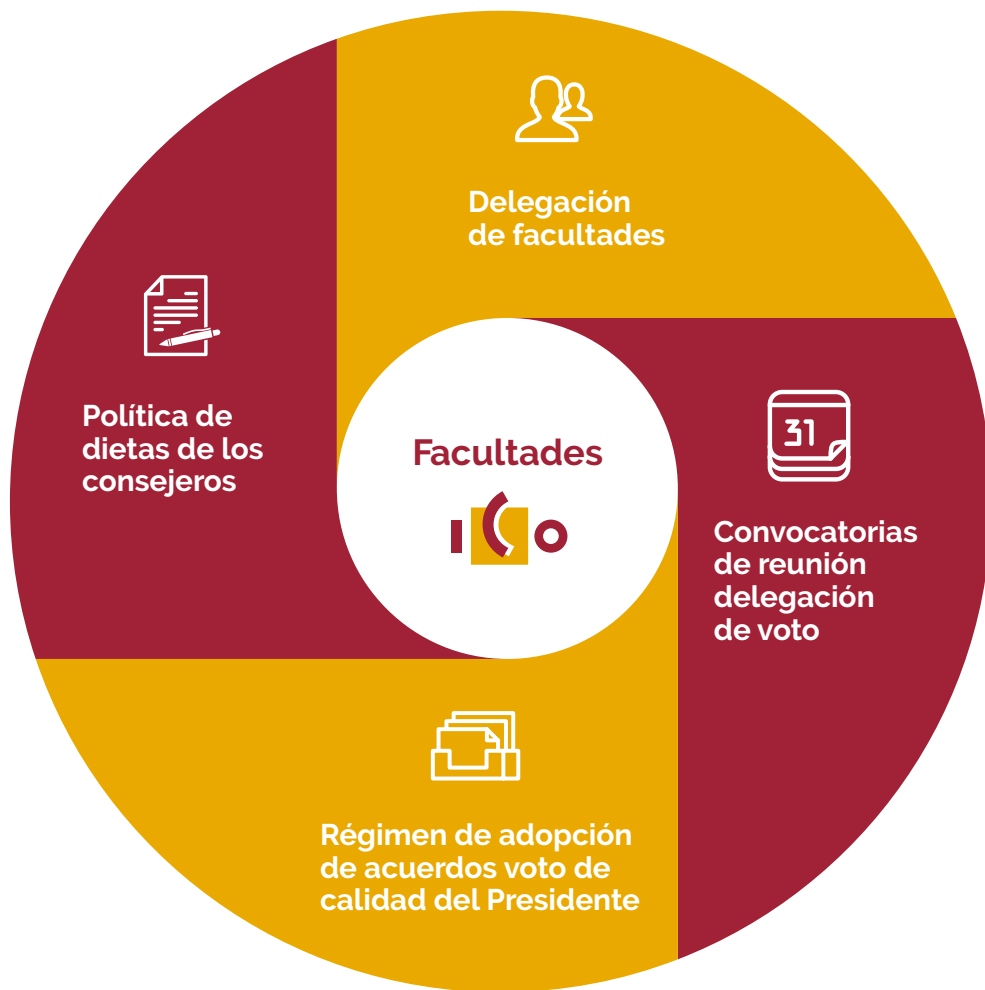 Delegación
de facultades
Política de
dietas de los
consejeros
Facultades
ICO
31
Convocatorias
de reunión
delegación
de voto
Régimen de adopción
de acuerdos voto de
calidad del Presidente